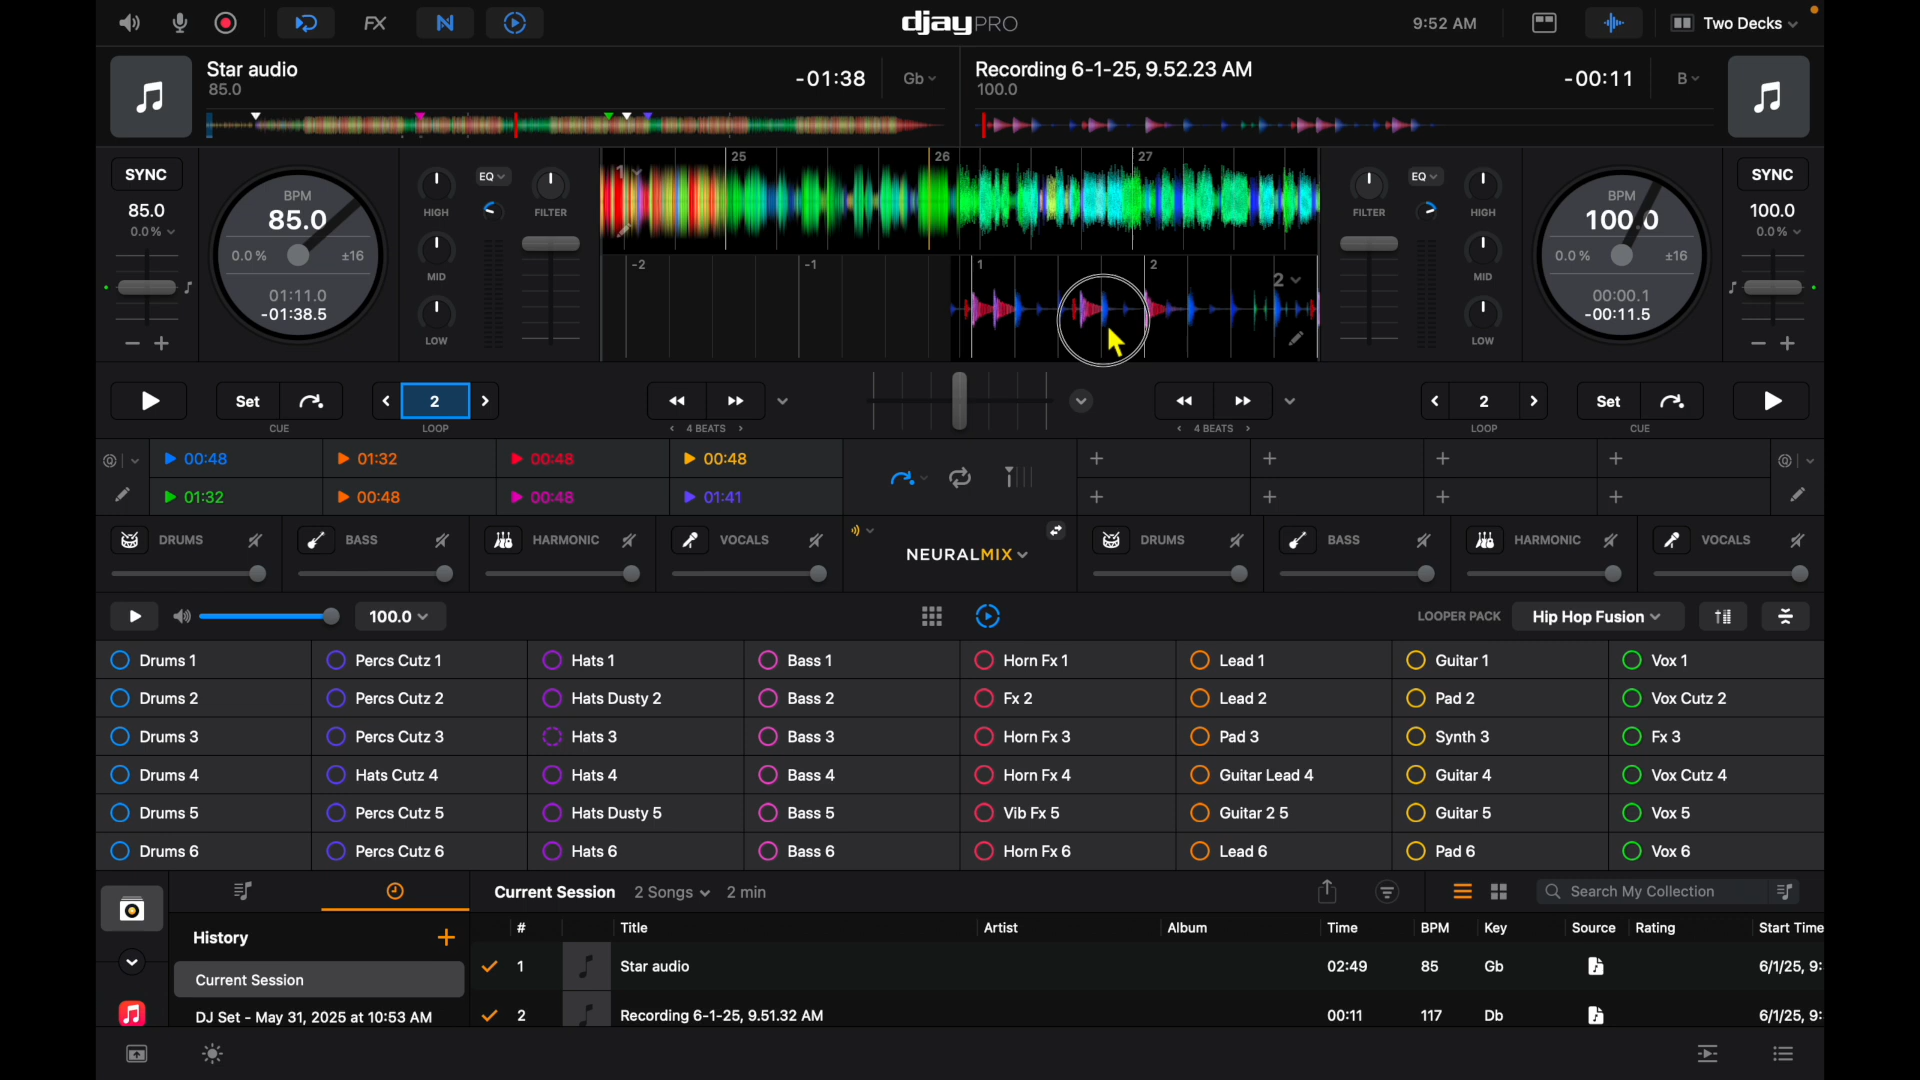 FX
djay PRO
9:52 AM
Two Decks
Star audio
85.0
-01:38
Gb
Recording 6-1-25, 9.52.23 AM
100.0
-00:11
B
SYNC
85.0
0.0 %
BPM
85.0
0.0 %
±16
01:11.0
-01:38.5
HIGH
MID
LOW
EQ
FILTER
1
25
26
27
-2
-1
1
2
2
FILTER
EQ
HIGH
MID
LOW
BPM
100.0
0.0 %
±16
00:00.1
-00:11.5
SYNC
100.0
0.0 %
Set
CUE
2
LOOP
4 BEATS
4 BEATS
2
LOOP
Set
CUE
00:48
01:32
00:48
00:48
01:32
00:48
00:48
01:41
DRUMS
BASS
HARMONIC
VOCALS
NEURALMIX
DRUMS
BASS
HARMONIC
VOCALS
100.0
LOOPER PACK
Hip Hop Fusion
Drums 1
Percs Cutz 1
Hats 1
Bass 1
Horn Fx 1
Lead 1
Guitar 1
Vox 1
Drums 2
Percs Cutz 2
Hats Dusty 2
Bass 2
Fx 2
Lead 2
Pad 2
Vox Cutz 2
Drums 3
Percs Cutz 3
Hats 3
Bass 3
Horn Fx 3
Pad 3
Synth 3
Fx 3
Drums 4
Hats Cutz 4
Hats 4
Bass 4
Horn Fx 4
Guitar Lead 4
Guitar 4
Vox Cutz 4
Drums 5
Percs Cutz 5
Hats Dusty 5
Bass 5
Vib Fx 5
Guitar 2 5
Guitar 5
Vox 5
Drums 6
Percs Cutz 6
Hats 6
Bass 6
Horn Fx 6
Lead 6
Pad 6
Vox 6
Current Session
2 Songs
2 min
Search My Collection
History
Current Session
DJ Set - May 31, 2025 at 10:53 AM
#
Title
Artist
Album
Time
BPM
Key
Source
Rating
Start Time
1
Star audio
02:49
85
Gb
6/1/25, 9:
2
Recording 6-1-25, 9.51.32 AM
00:11
117
Db
6/1/25, 9: